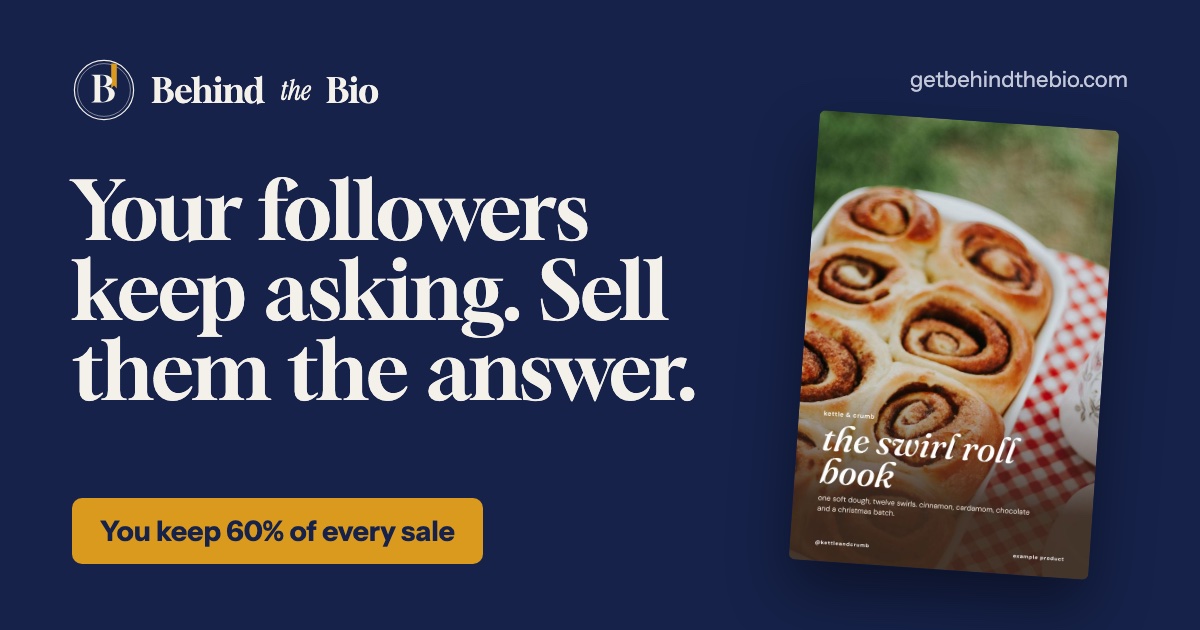 B
Behind the Bio
getbehindthebio.com
Your followers
keep asking. Sell
them the answer.
You keep 60% of every sale
kettle & crumb
the swirl roll
book
one soft dough, twelve swirls. cinnamon, cardamom, chocolate
and a christmas batch.
@kettleandcrumb
example product